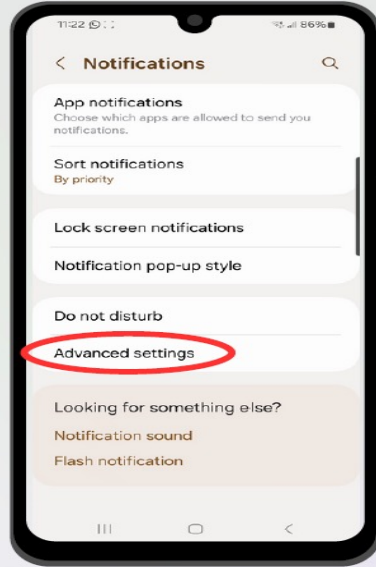 11:22
86%
Notifications
App notifications
Choose which apps are allowed to send you
notifications.
Sort notifications
By priority
Lock screen notifications
Notification pop-up style
Do not disturb
Advanced settings
Looking for something else?
Notification sound
Flash notification